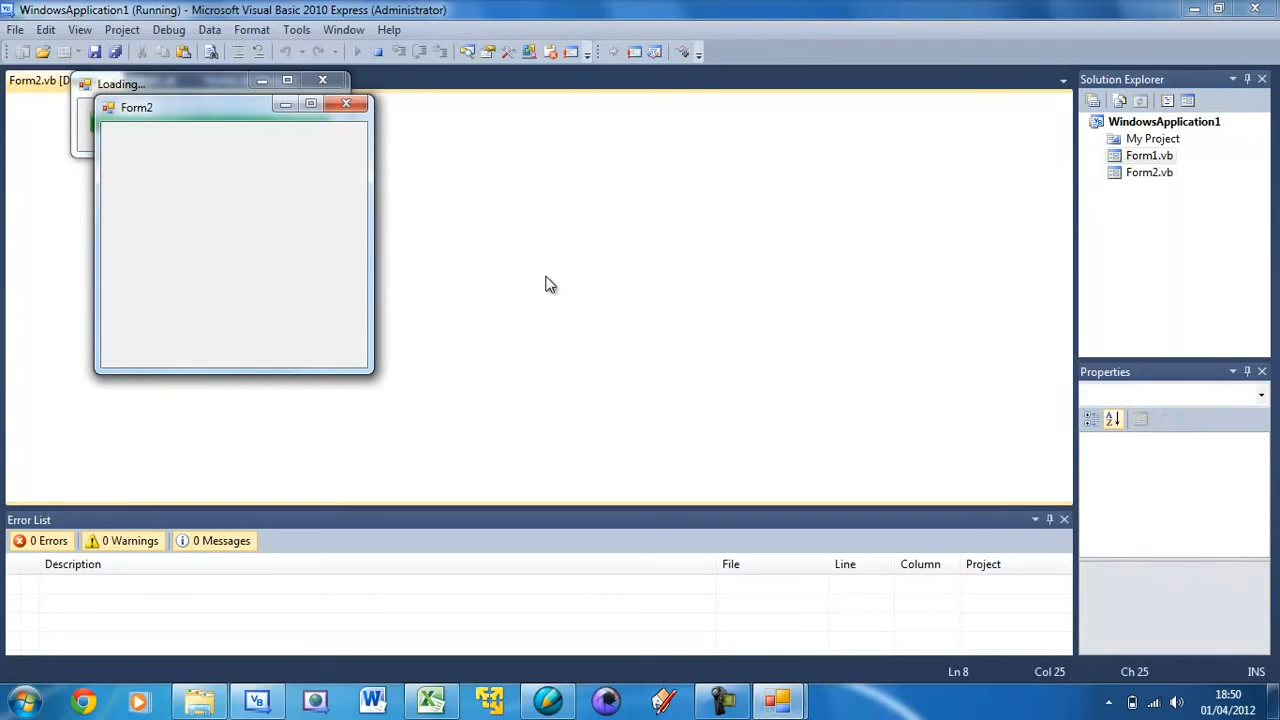 WindowsApplication1 (Running) - Microsoft Visual Basic 2010 Express (Administrator)
File Edit View Project Debug Data Format Tools Window Help
Form2.vb [D
Loading...
Form2
Solution Explorer
WindowsApplication1
My Project
Form1.vb
Form2.vb
Properties
Error List
0 Errors 0 Warnings 0 Messages
Description File Line Column Project
Ln 8 Col 25 Ch 25 INS
18:50
01/04/2012